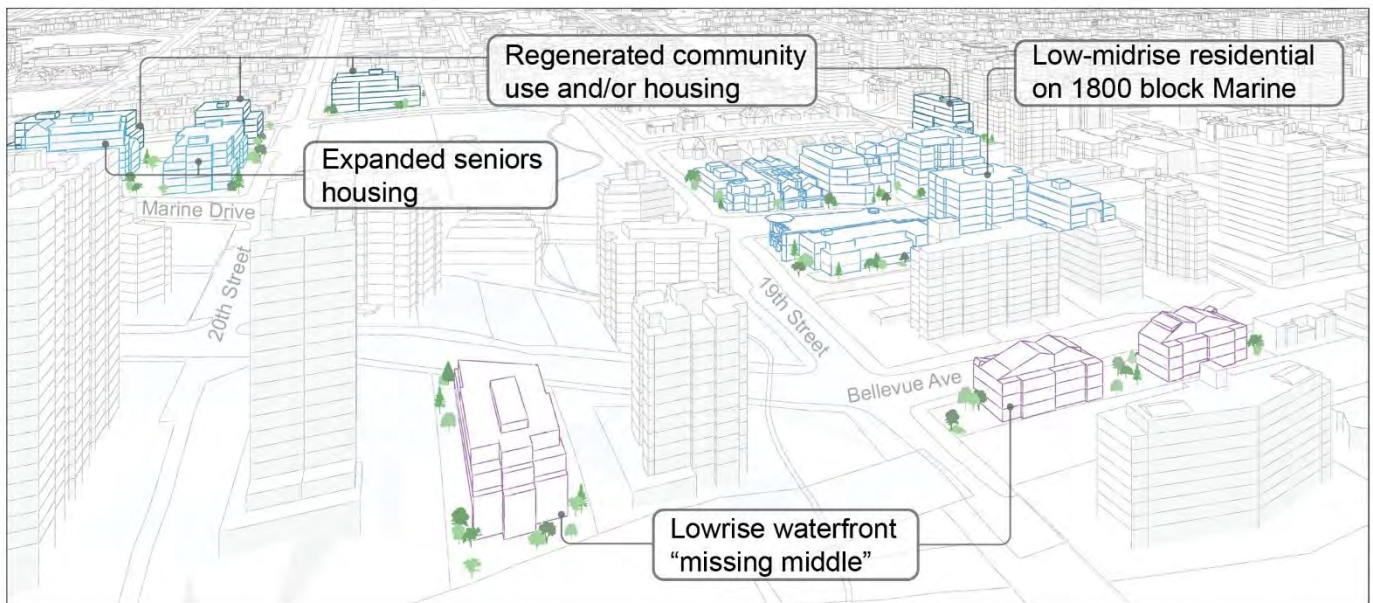 Regenerated community
use and/or housing
Low-midrise residential
on 1800 block Marine
Expanded seniors
housing
Marine Drive
20th Street
19th Street
Bellevue Ave
Lowrise waterfront
“missing middle”